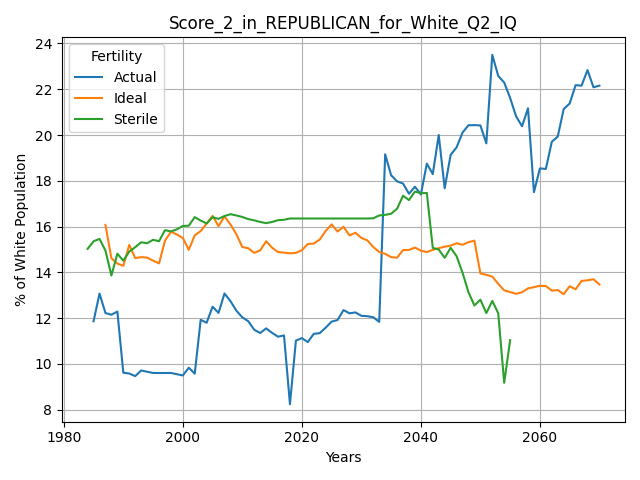 Score_2_in_REPUBLICAN_for_White_Q2_IQ
Fertility
Actual
Ideal
Sterile
% of White Population
24
22
20
18
16
14
12
10
8
1980
2000
2020
2040
2060
Years